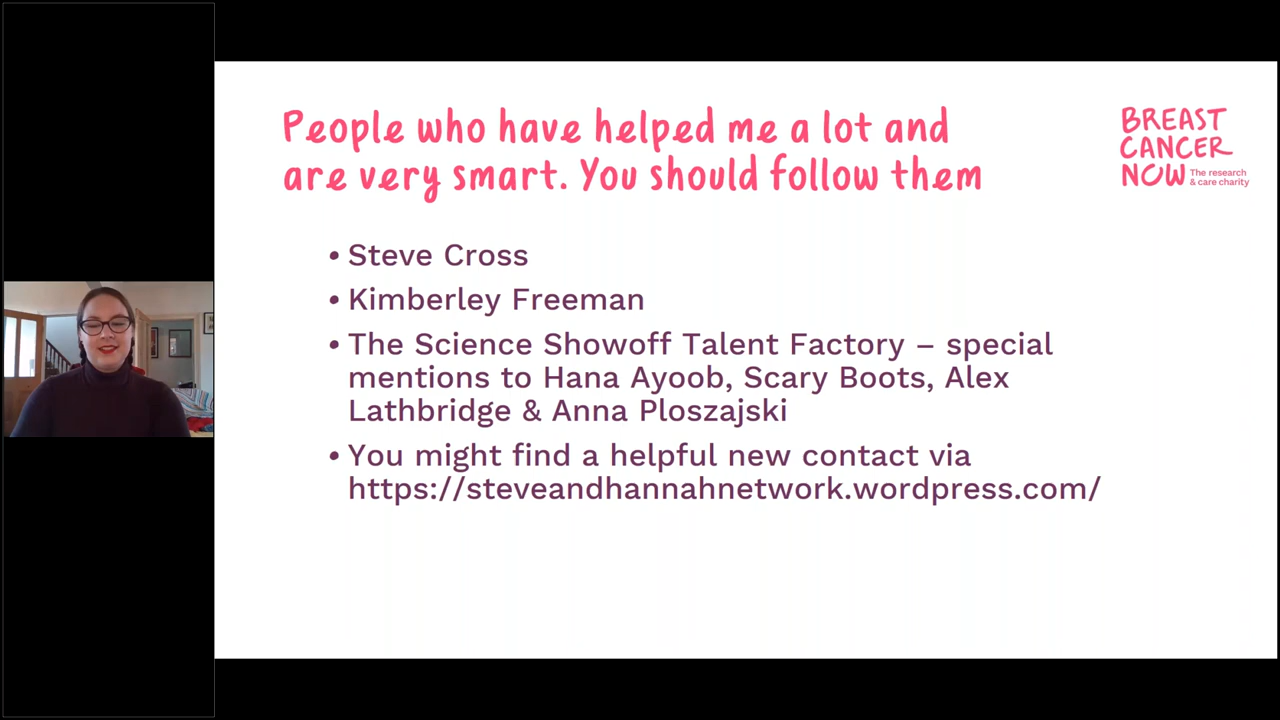 People who have helped me a lot and
are very smart. You should follow them
BREAST
CANCER
NOW The research
& care charity
• Steve Cross
• Kimberley Freeman
• The Science Showoff Talent Factory – special
mentions to Hana Ayoob, Scary Boots, Alex
Lathbridge & Anna Ploszajski
• You might find a helpful new contact via
https://steveandhannahnetwork.wordpress.com/